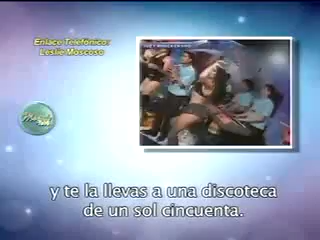 Enlace Telefónico:
Leslie Moscoso
y te la llevas a una discoteca
de un sol cincuenta.